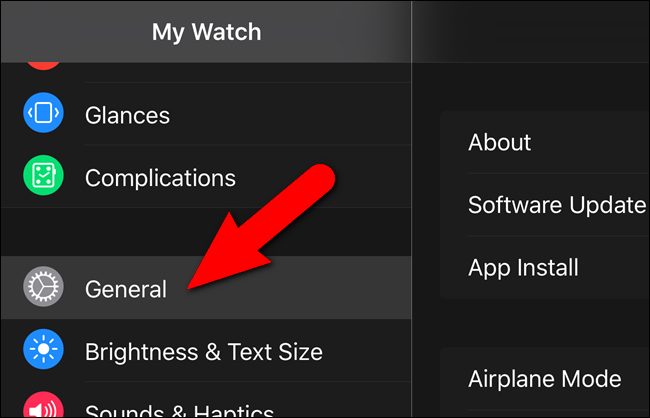 My Watch
Glances
Complications
General
Brightness & Text Size
Sounds & Haptics
About
Software Update
App Install
Airplane Mode